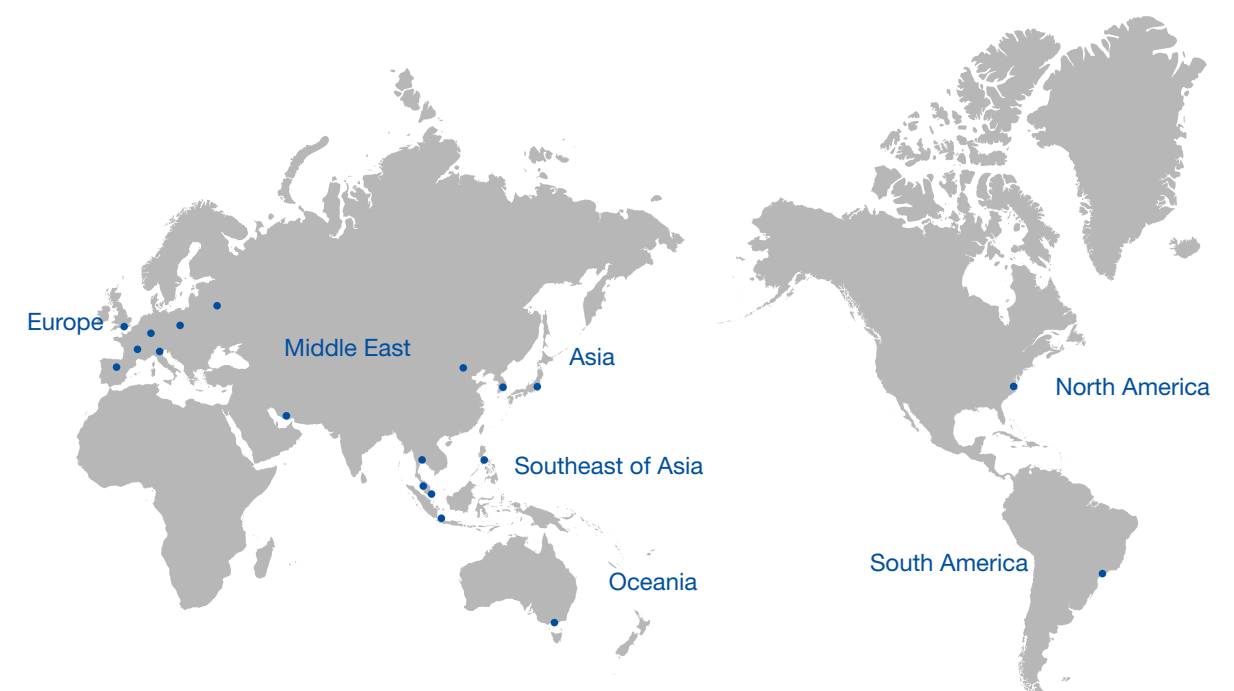 Europe
Middle East
Asia
North America
Southeast of Asia
South America
Oceania